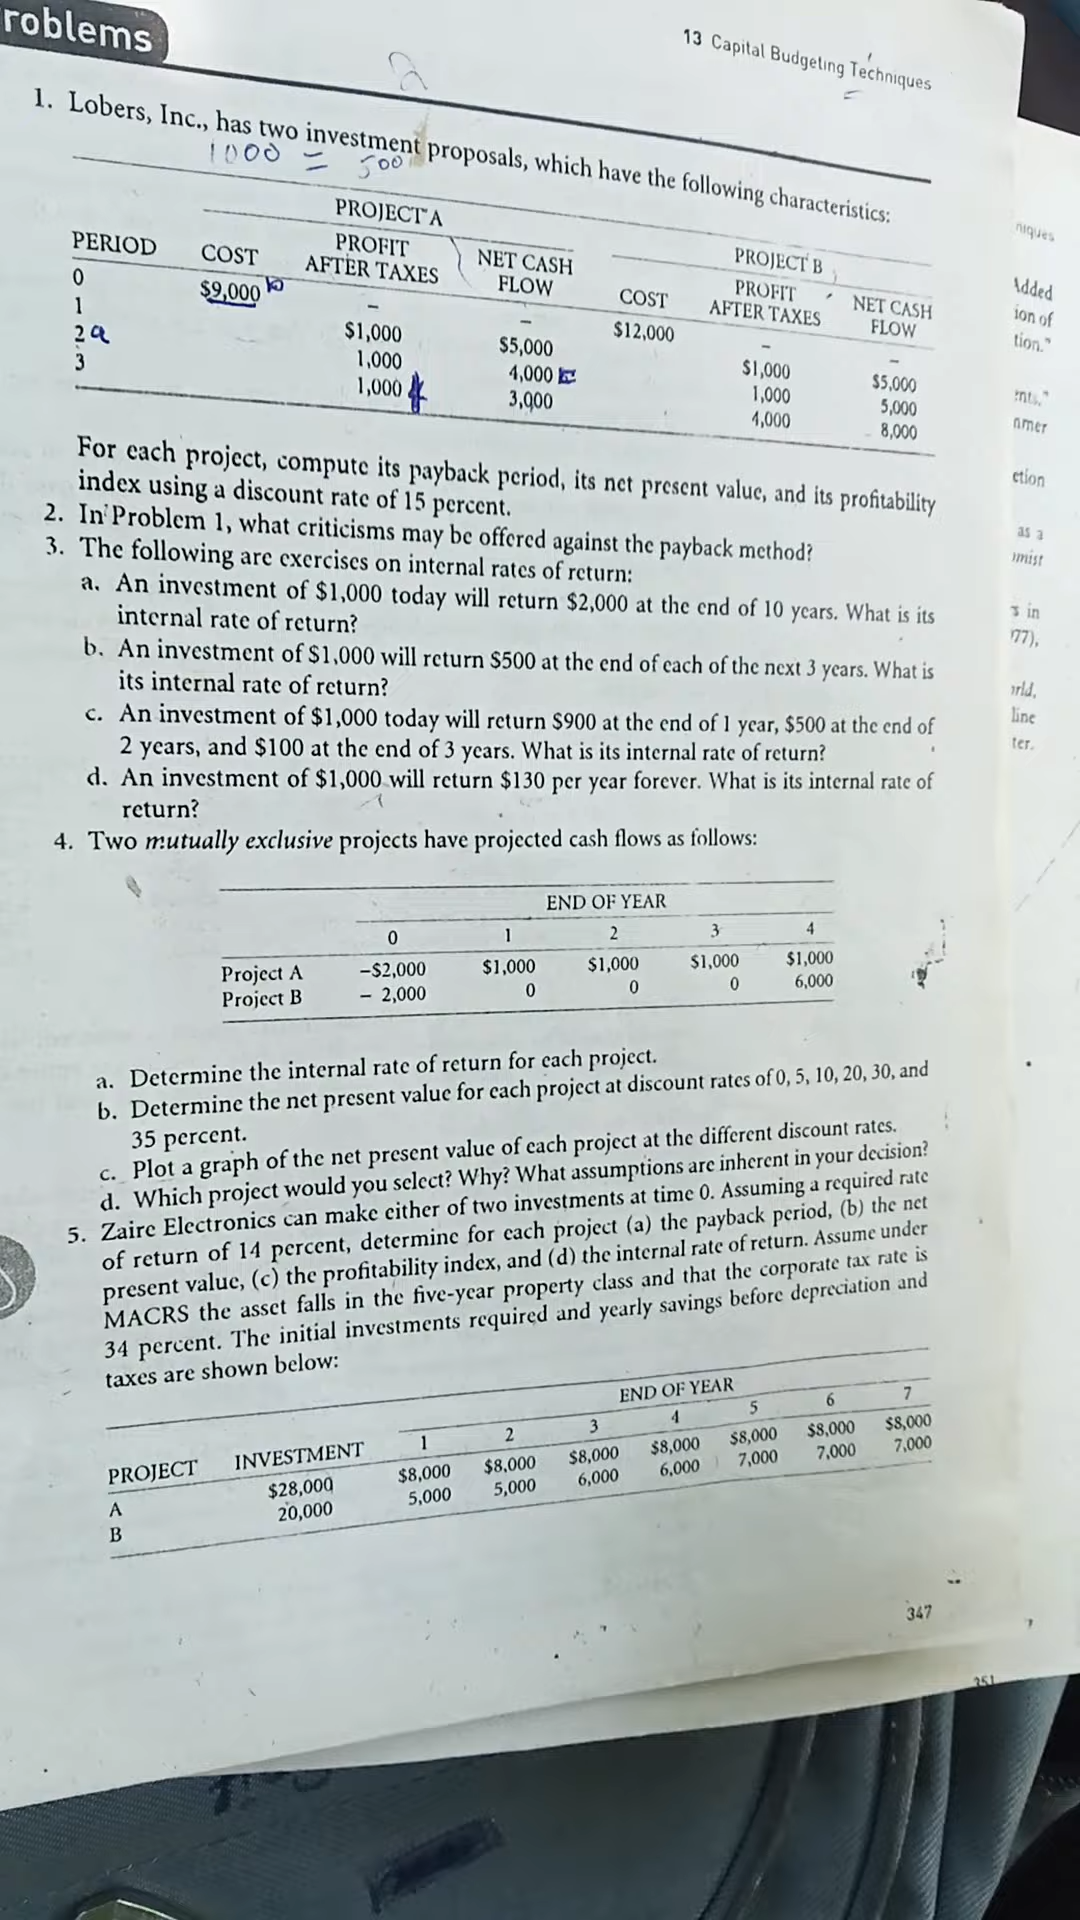 roblems
13 Capital Budgeting Techniques
1. Lobers, Inc., has two investment proposals, which have the following characteristics:
1000 = 500
PROJECT A
PROJECT B
PERIOD COST PROFIT AFTER TAXES NET CASH FLOW COST PROFIT AFTER TAXES NET CASH FLOW
0 $9,000 b – – $12,000 – –
1 $1,000 $5,000 $1,000 $5,000
2 a 1,000 4,000 1,000 5,000
3 1,000 3,000 4,000 8,000
For each project, compute its payback period, its net present value, and its profitability
index using a discount rate of 15 percent.
2. In Problem 1, what criticisms may be offered against the payback method?
3. The following are exercises on internal rates of return:
a. An investment of $1,000 today will return $2,000 at the end of 10 years. What is its
internal rate of return?
b. An investment of $1,000 will return $500 at the end of each of the next 3 years. What is
its internal rate of return?
c. An investment of $1,000 today will return $900 at the end of 1 year, $500 at the end of
2 years, and $100 at the end of 3 years. What is its internal rate of return?
d. An investment of $1,000 will return $130 per year forever. What is its internal rate of
return?
4. Two mutually exclusive projects have projected cash flows as follows:
END OF YEAR
0 1 2 3 4
Project A –$2,000 $1,000 $1,000 $1,000 $1,000
Project B – 2,000 0 0 0 6,000
a. Determine the internal rate of return for each project.
b. Determine the net present value for each project at discount rates of 0, 5, 10, 20, 30, and
35 percent.
c. Plot a graph of the net present value of each project at the different discount rates.
d. Which project would you select? Why? What assumptions are inherent in your decision?
5. Zaire Electronics can make either of two investments at time 0. Assuming a required rate
of return of 14 percent, determine for each project (a) the payback period, (b) the net
present value, (c) the profitability index, and (d) the internal rate of return. Assume under
MACRS the asset falls in the five-year property class and that the corporate tax rate is
34 percent. The initial investments required and yearly savings before depreciation and
taxes are shown below:
END OF YEAR
PROJECT INVESTMENT 1 2 3 4 5 6 7
A $28,000 $8,000 $8,000 $8,000 $8,000 $8,000 $8,000 $8,000
B 20,000 5,000 5,000 6,000 6,000 7,000 7,000 7,000
347
niques
Added
ion of
tion."
ents."
nmer
etion
as a
imist
s in
977),
orld,
line
ter.
351